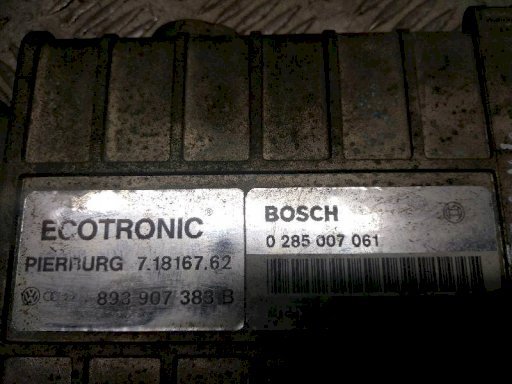 ECOTRONIC®
PIERBURG 7.18167.62
893 907 383 B
BOSCH
0 285 007 061